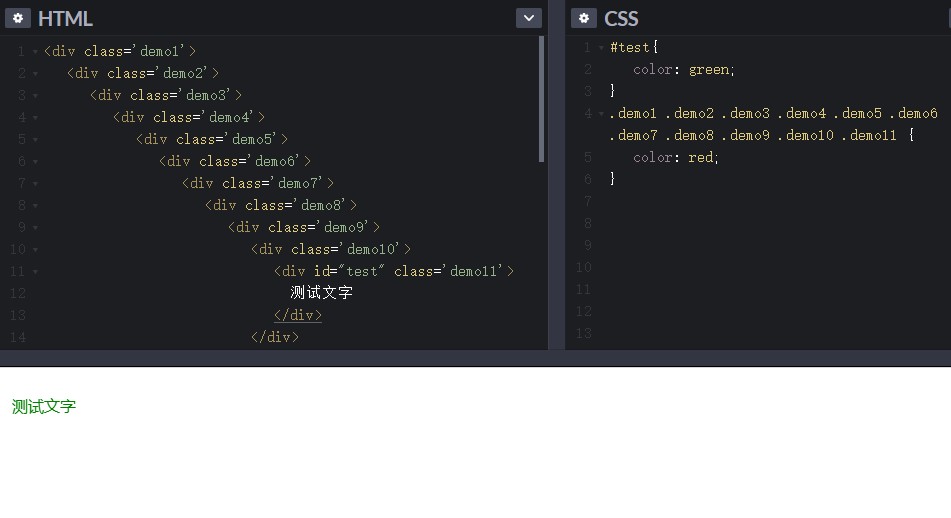 HTML
1 <div class='demo1'>
2 <div class='demo2'>
3 <div class='demo3'>
4 <div class='demo4'>
5 <div class='demo5'>
6 <div class='demo6'>
7 <div class='demo7'>
8 <div class='demo8'>
9 <div class='demo9'>
10 <div class='demo10'>
11 <div id="test" class='demo11'>
12 测试文字
13 </div>
14 </div>
CSS
1 #test{
2 color: green;
3 }
4 .demo1 .demo2 .demo3 .demo4 .demo5 .demo6
.demo7 .demo8 .demo9 .demo10 .demo11 {
5 color: red;
6 }
7
8
9
10
11
12
13
测试文字